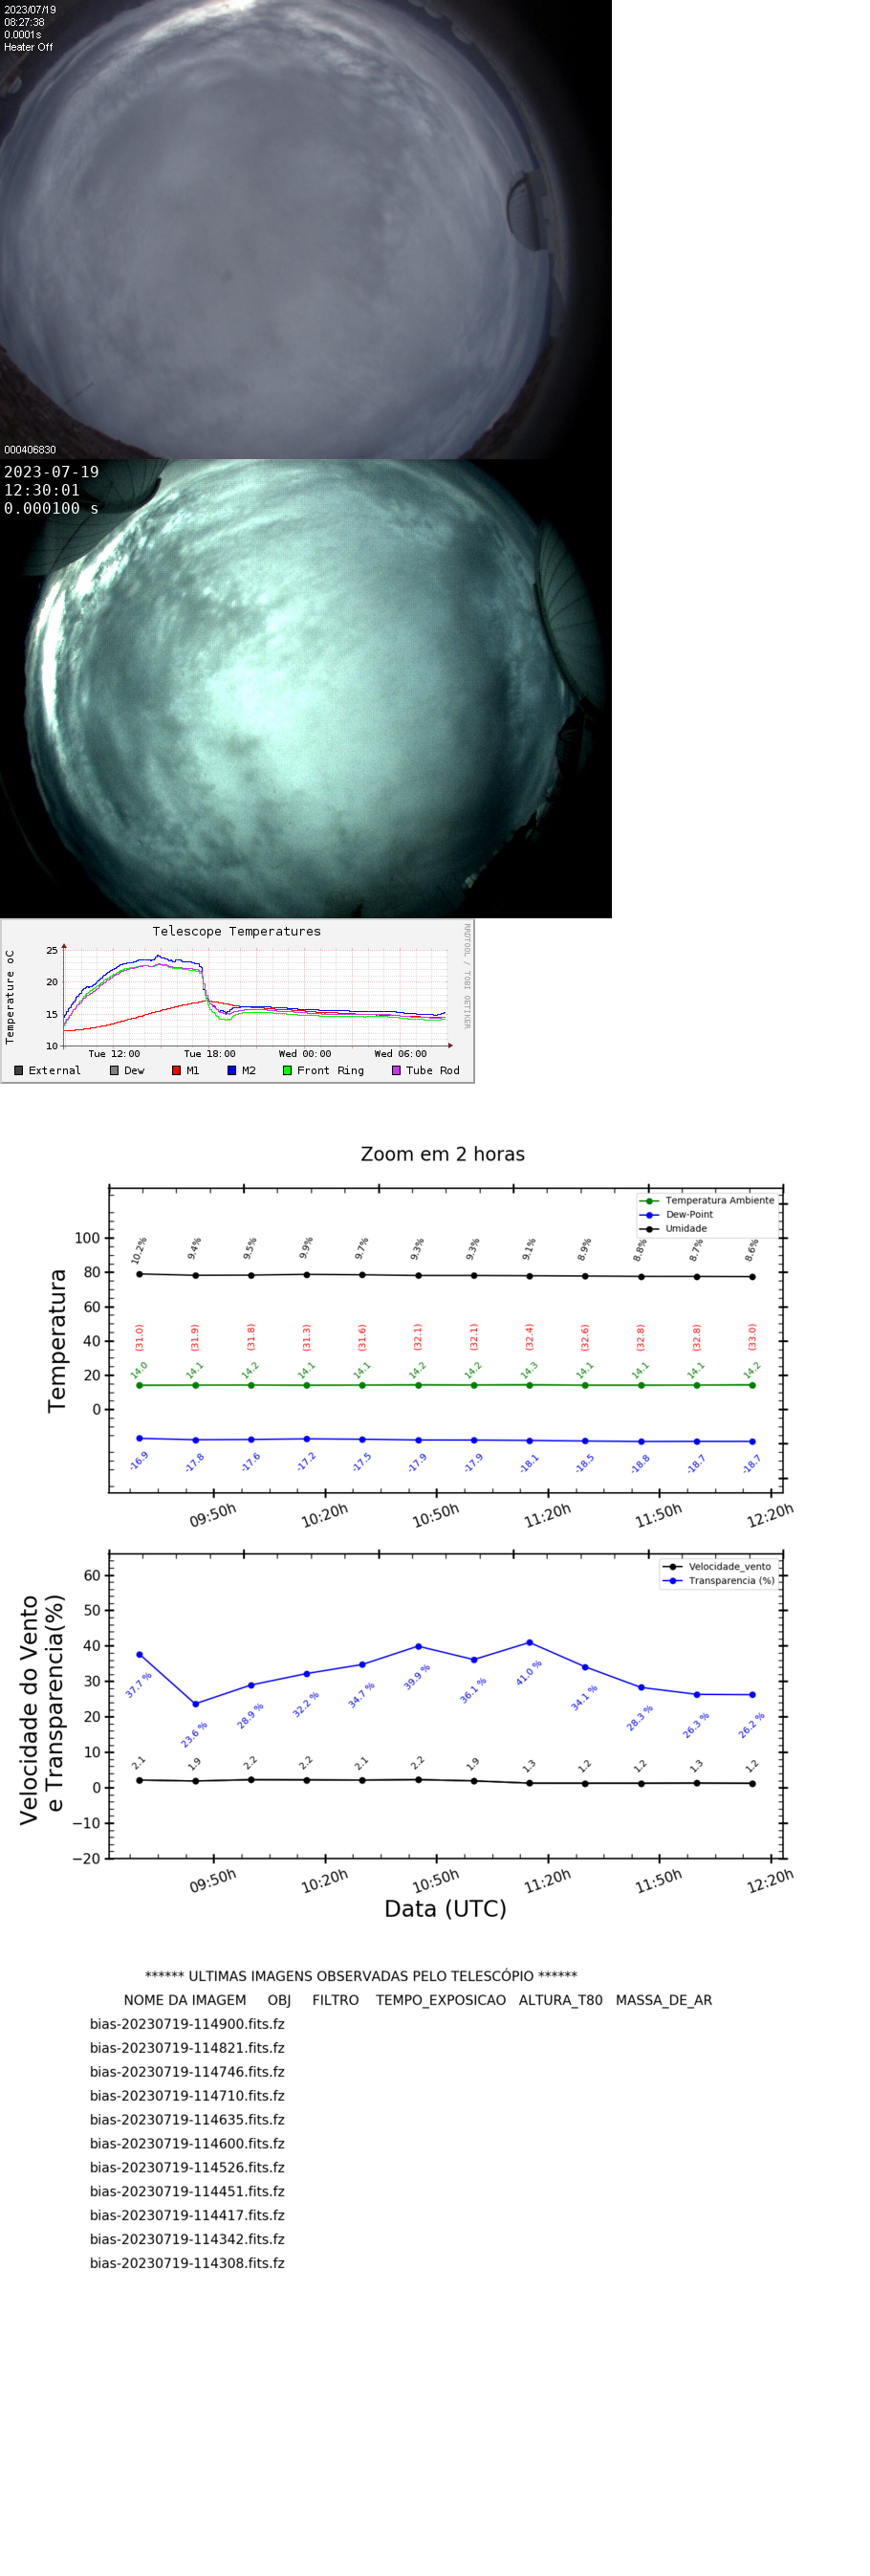 2023/07/19
08:27:38
0.0001s
Heater Off
000406830
2023-07-19
12:30:01
0.000100 s
Telescope Temperatures
RRDTOOL / TOBI OETIKER
Temperature oC
25
20
15
10
Tue 12:00 Tue 18:00 Wed 00:00 Wed 06:00
External Dew M1 M2 Front Ring Tube Rod
Zoom em 2 horas
Temperatura Ambiente
Dew-Point
Umidade
Temperatura
100
80
60
40
20
0
10.2% 9.4% 9.5% 9.9% 9.7% 9.3% 9.3% 9.1% 8.9% 8.8% 8.7% 8.6%
(31.0) (31.9) (31.8) (31.3) (31.6) (32.1) (32.1) (32.4) (32.6) (32.8) (32.8) (33.0)
14.0 14.1 14.2 14.1 14.1 14.2 14.2 14.3 14.1 14.1 14.1 14.2
-16.9 -17.8 -17.6 -17.2 -17.5 -17.9 -17.9 -18.1 -18.5 -18.8 -18.7 -18.7
09:50h 10:20h 10:50h 11:20h 11:50h 12:20h
Velocidade_vento
Transparencia (%)
Velocidade do Vento
e Transparencia(%)
60
50
40
30
20
10
0
−10
−20
37.7 % 23.6 % 28.9 % 32.2 % 34.7 % 39.9 % 36.1 % 41.0 % 34.1 % 28.3 % 26.3 % 26.2 %
2.1 1.9 2.2 2.2 2.1 2.2 1.9 1.3 1.2 1.2 1.3 1.2
09:50h 10:20h 10:50h 11:20h 11:50h 12:20h
Data (UTC)
****** ULTIMAS IMAGENS OBSERVADAS PELO TELESCÓPIO ******
NOME DA IMAGEM OBJ FILTRO TEMPO_EXPOSICAO ALTURA_T80 MASSA_DE_AR
bias-20230719-114900.fits.fz
bias-20230719-114821.fits.fz
bias-20230719-114746.fits.fz
bias-20230719-114710.fits.fz
bias-20230719-114635.fits.fz
bias-20230719-114600.fits.fz
bias-20230719-114526.fits.fz
bias-20230719-114451.fits.fz
bias-20230719-114417.fits.fz
bias-20230719-114342.fits.fz
bias-20230719-114308.fits.fz